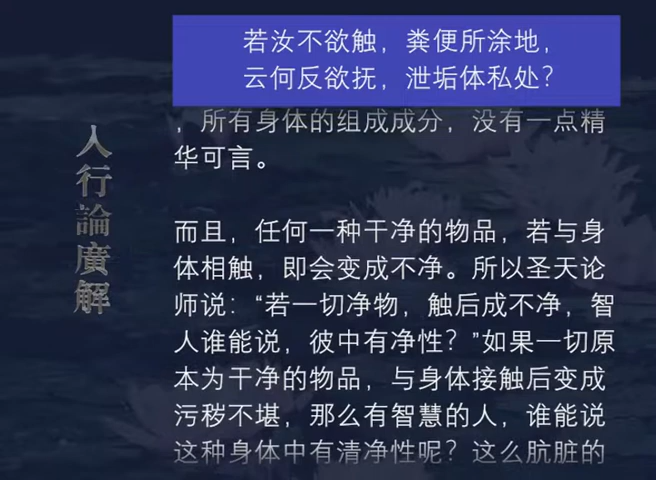 若汝不欲触，粪便所涂地，
云何反欲抚，泄垢体私处？
，所有身体的组成成分，没有一点精
华可言。
而且，任何一种干净的物品，若与身
体相触，即会变成不净。所以圣天论
师说：“若一切净物，触后成不净，智
人谁能说，彼中有净性？”如果一切原
本为干净的物品，与身体接触后变成
污秽不堪，那么有智慧的人，谁能说
这种身体中有清净性呢？这么肮脏的
入行論廣解